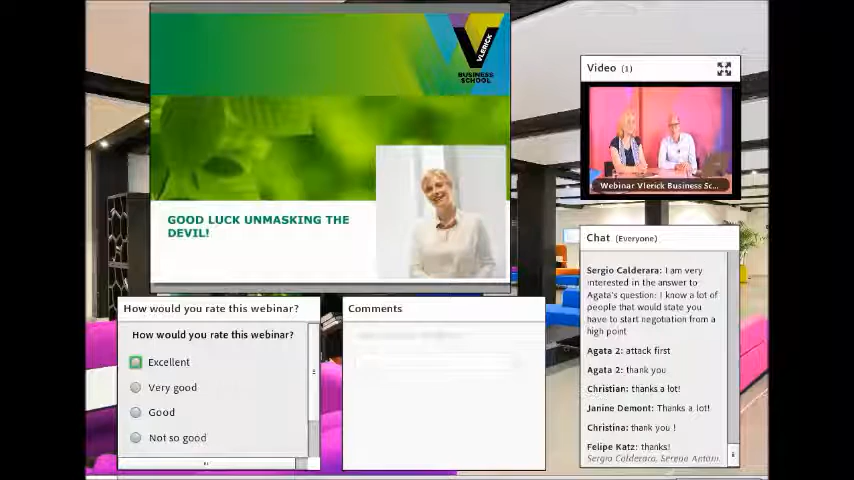 VLERICK
BUSINESS
SCHOOL
GOOD LUCK UNMASKING THE
DEVIL!
Video (1)
Webinar Vlerick Business Sc...
Chat (Everyone)
Sergio Calderara: I am very
interested in the answer to
Agata's question: I know a lot of
people that would state you
have to start negotiation from a
high point
Agata 2: attack first
Agata 2: thank you
Christian: thanks a lot!
Janine Demont: Thanks a lot!
Christina: thank you !
Felipe Katz: thanks!
Sergio Calderara, Serena Antoni,
How would you rate this webinar?
How would you rate this webinar?
Excellent
Very good
Good
Not so good
Comments